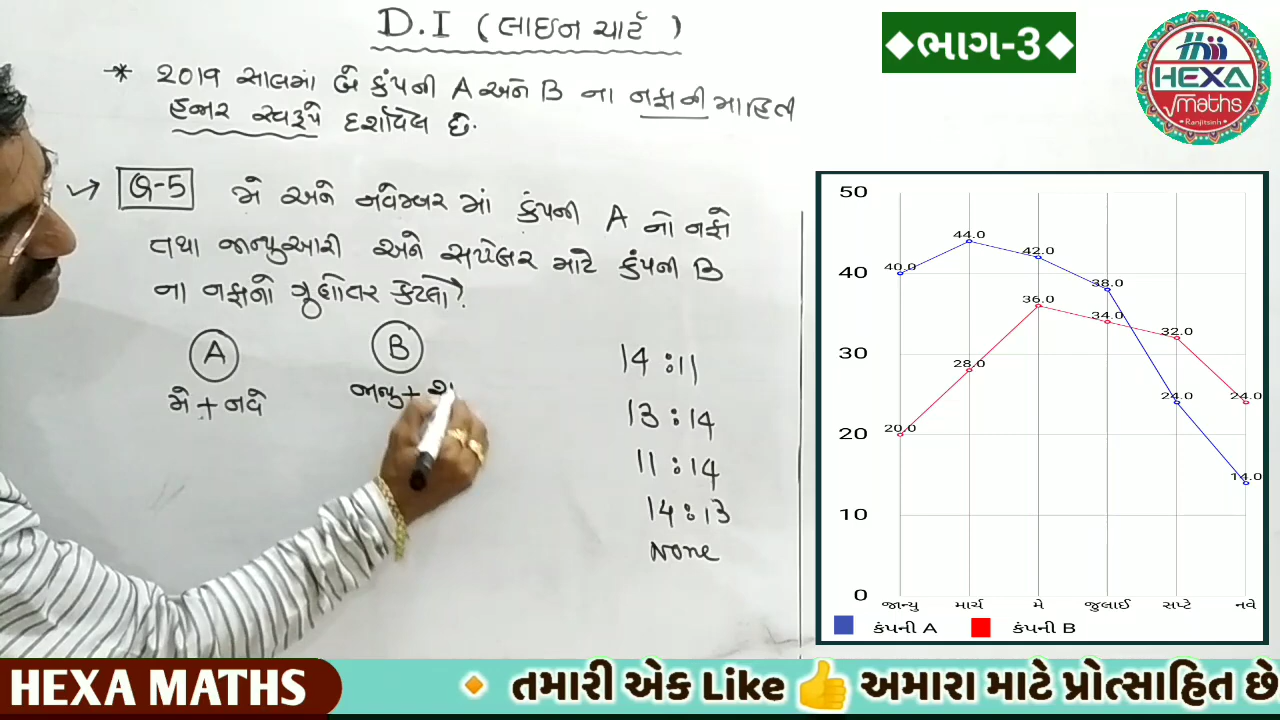 D.I (લાઇન ચાર્ટ)
◆ભાગ-3◆
HEXA
Maths
Ranjitsinh
* 2019 સાલમાં બે કંપની A અને B ના નફાની માહિતી
હજાર સ્વરૂપે દર્શાવેલ છે.
Q-5 મે અને નવેમ્બર માં કંપની A નો નફો
તથા જાન્યુઆરી અને સપ્ટેમ્બર માટે કંપની B
ના નફાનો ગુણોત્તર કેટલો?
A B
મે + નવે જાન્યુ +
14 : 11
13 : 14
11 : 14
14 : 13
None
50
40
30
20
10
0
40.0 44.0 42.0 38.0 24.0 14.0
20.0 28.0 36.0 34.0 32.0 24.0
જાન્યુ માર્ચ મે જુલાઈ સપ્ટે નવે
કંપની A કંપની B
HEXA MATHS
તમારી એક Like 👍 અમારા માટે પ્રોત્સાહિત છે